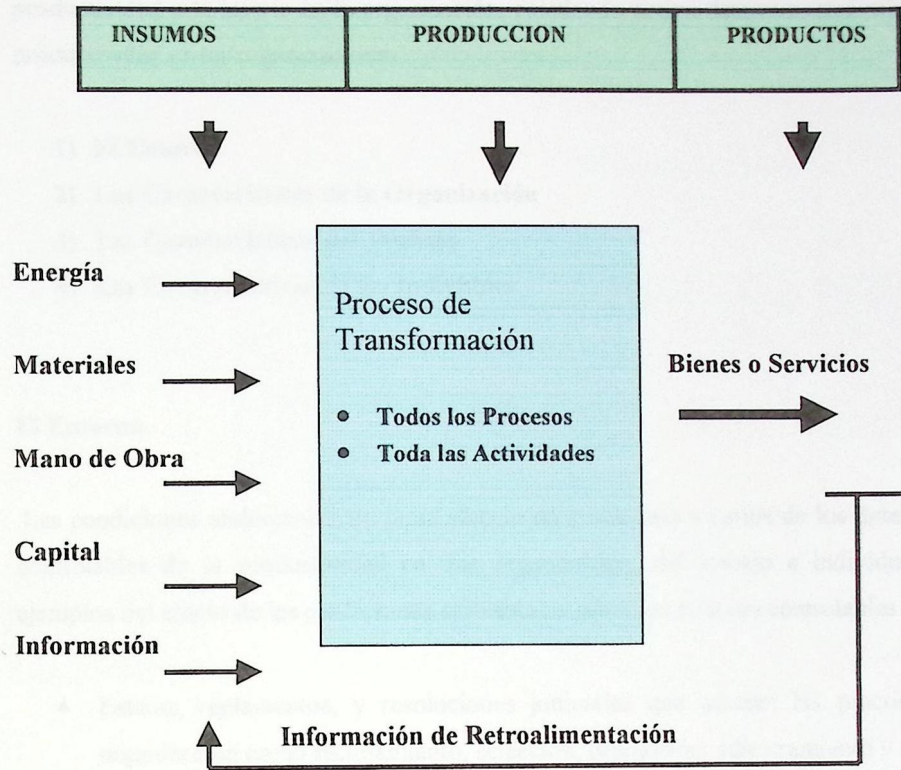 INSUMOS PRODUCCION PRODUCTOS
Energía
Proceso de
Transformación
Materiales
Bienes o Servicios
• Todos los Procesos
• Toda las Actividades
Mano de Obra
Capital
Información
Información de Retroalimentación